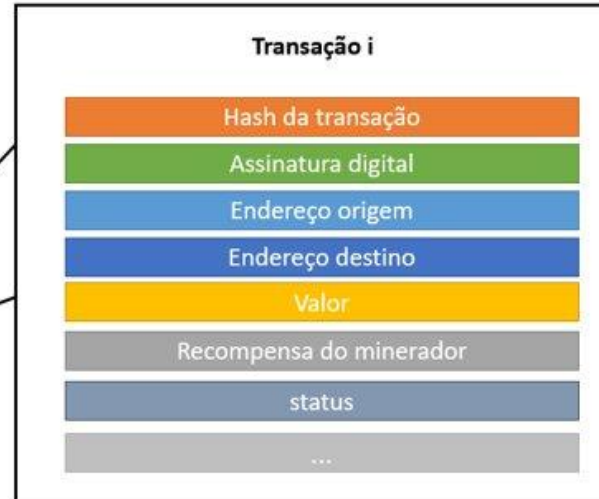 Transação i
Hash da transação
Assinatura digital
Endereço origem
Endereço destino
Valor
Recompensa do minerador
status
...